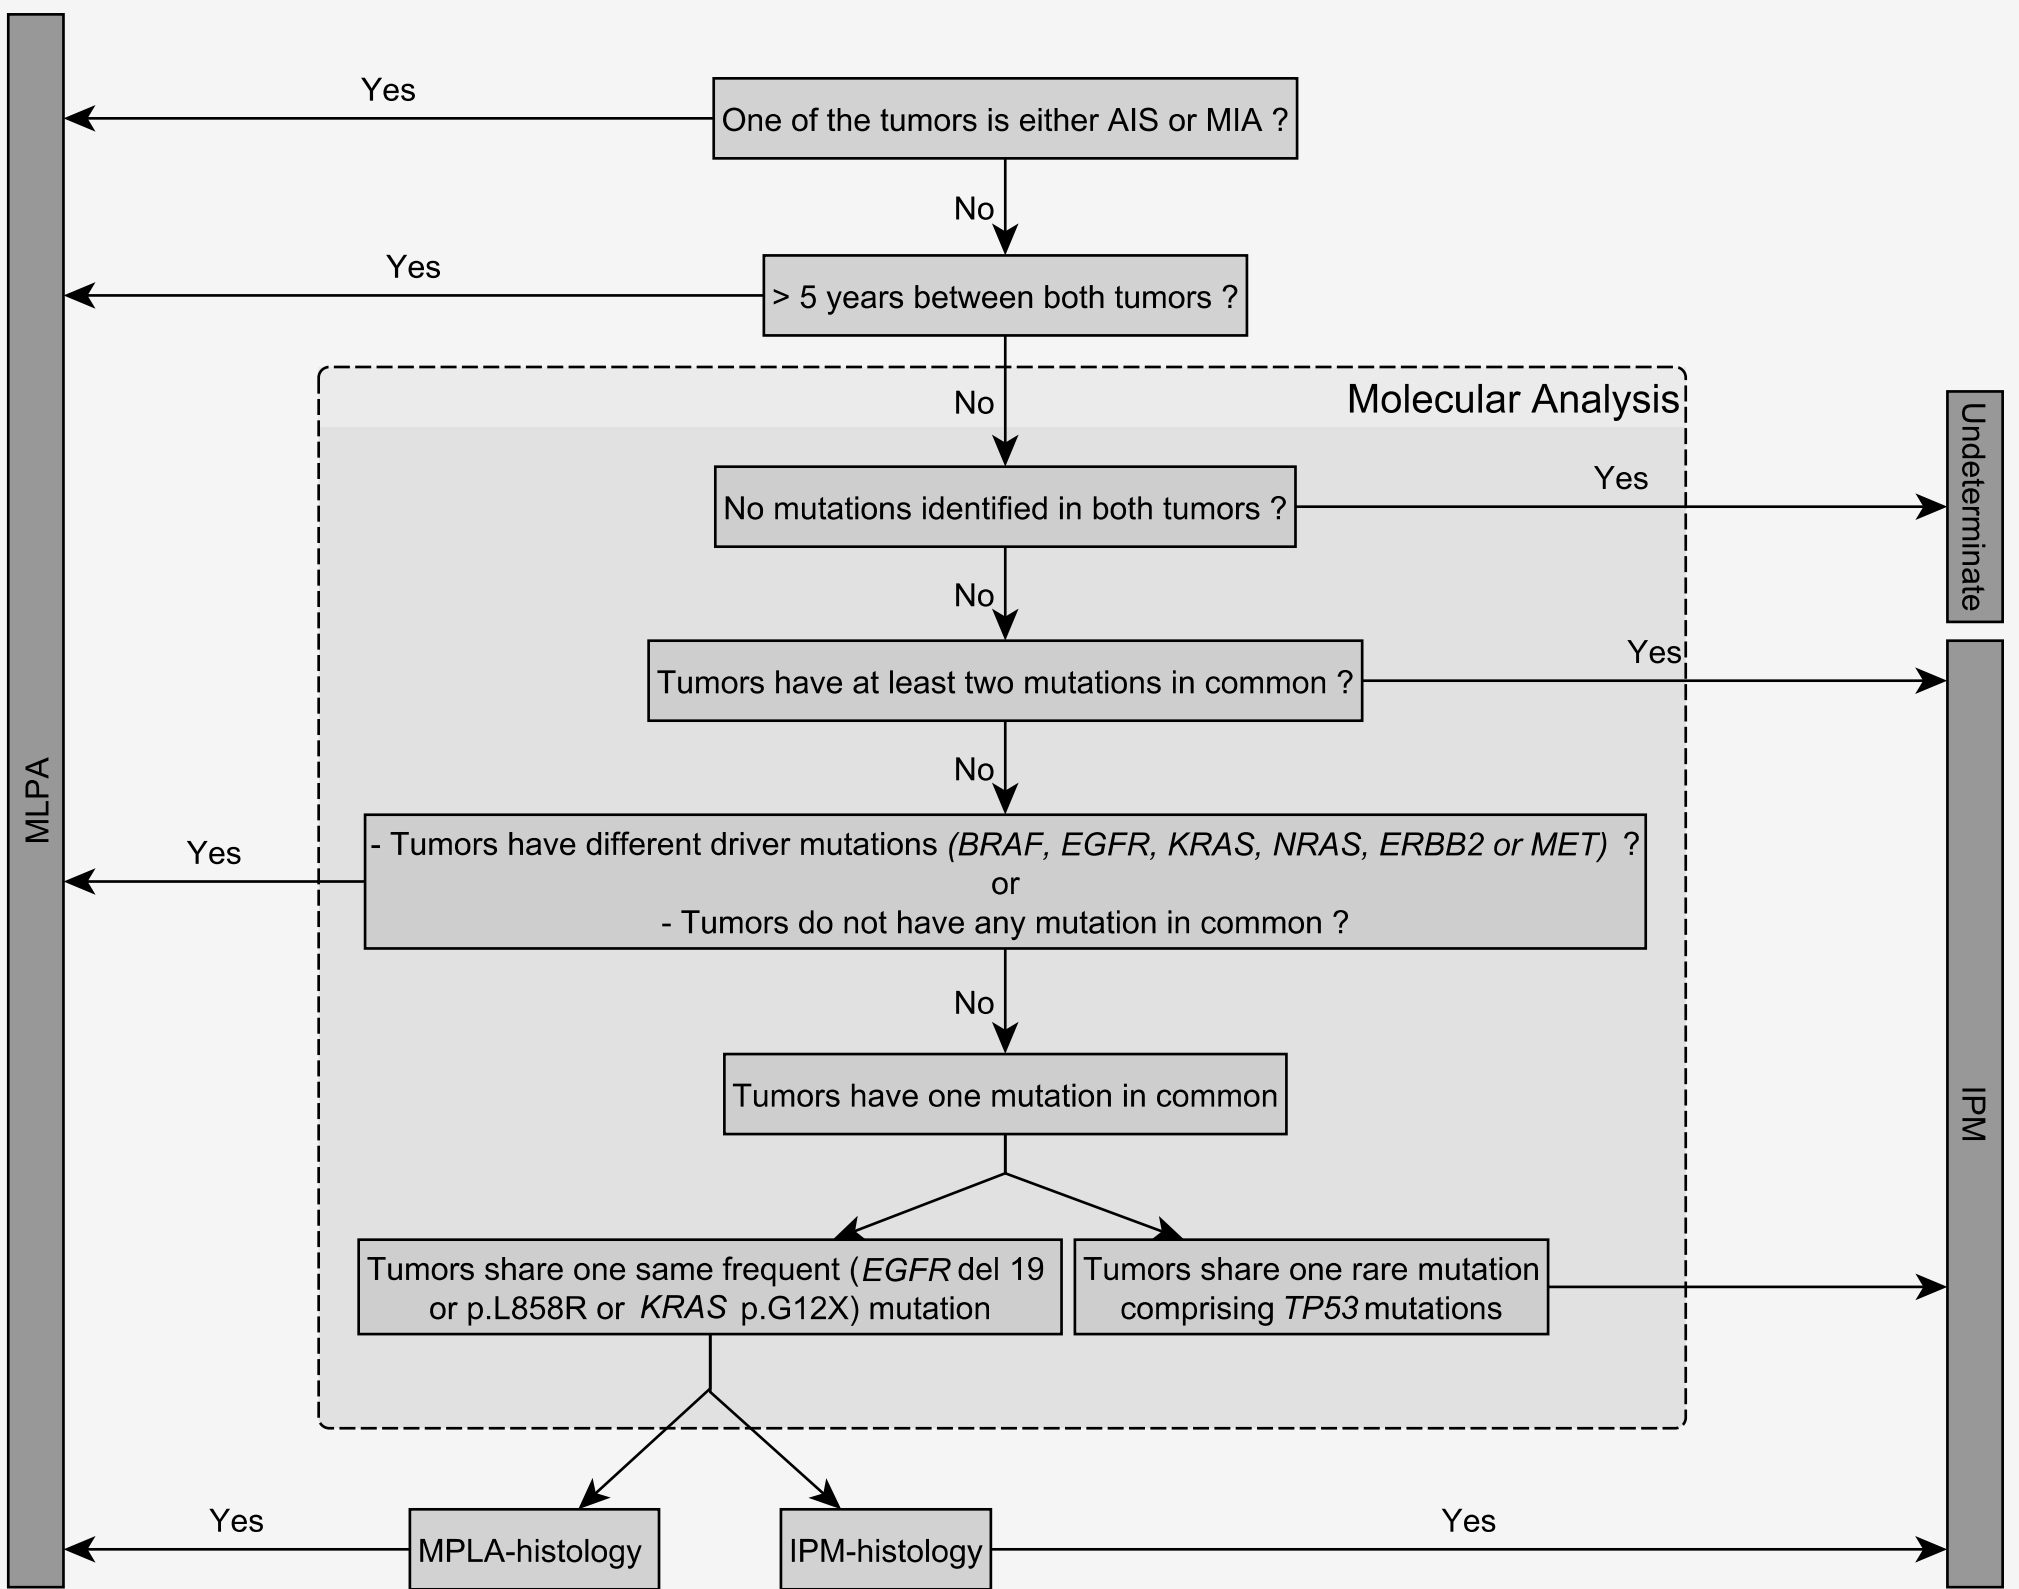 Yes
One of the tumors is either AIS or MIA ?
No
Yes
> 5 years between both tumors ?
No
Molecular Analysis
No mutations identified in both tumors ?
Yes
Undeterminate
No
Tumors have at least two mutations in common ?
Yes
No
MLPA
Yes
- Tumors have different driver mutations (BRAF, EGFR, KRAS, NRAS, ERBB2 or MET) ?
or
- Tumors do not have any mutation in common ?
No
Tumors have one mutation in common
IPM
Tumors share one same frequent (EGFR del 19
or p.L858R or KRAS p.G12X) mutation
Tumors share one rare mutation
comprising TP53 mutations
Yes
MPLA-histology
IPM-histology
Yes